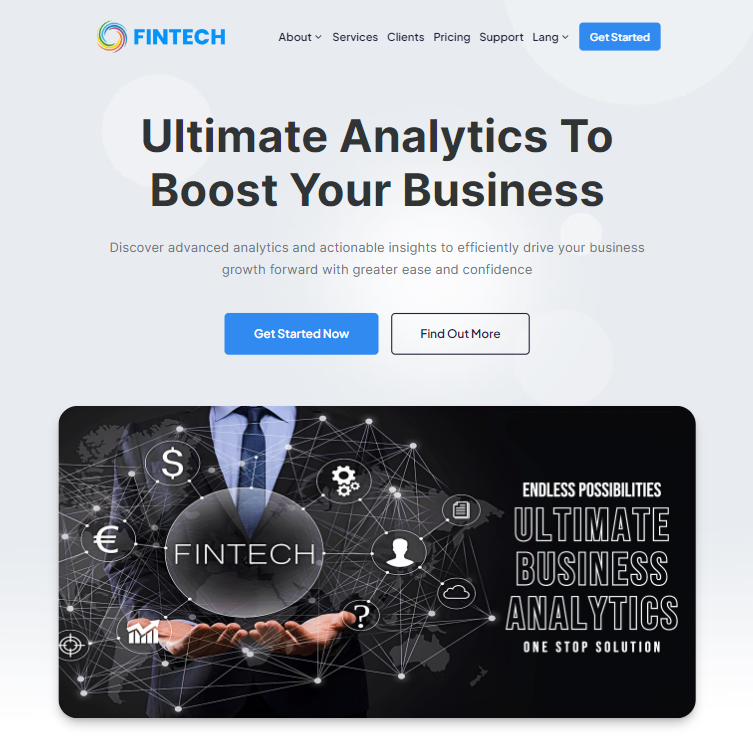 FINTECH
About
Services
Clients
Pricing
Support
Lang
Get Started
Ultimate Analytics To
Boost Your Business
Discover advanced analytics and actionable insights to efficiently drive your business
growth forward with greater ease and confidence
Get Started Now
Find Out More
$
€
FINTECH
?
ENDLESS POSSIBILITIES
ULTIMATE
BUSINESS
ANALYTICS
ONE STOP SOLUTION